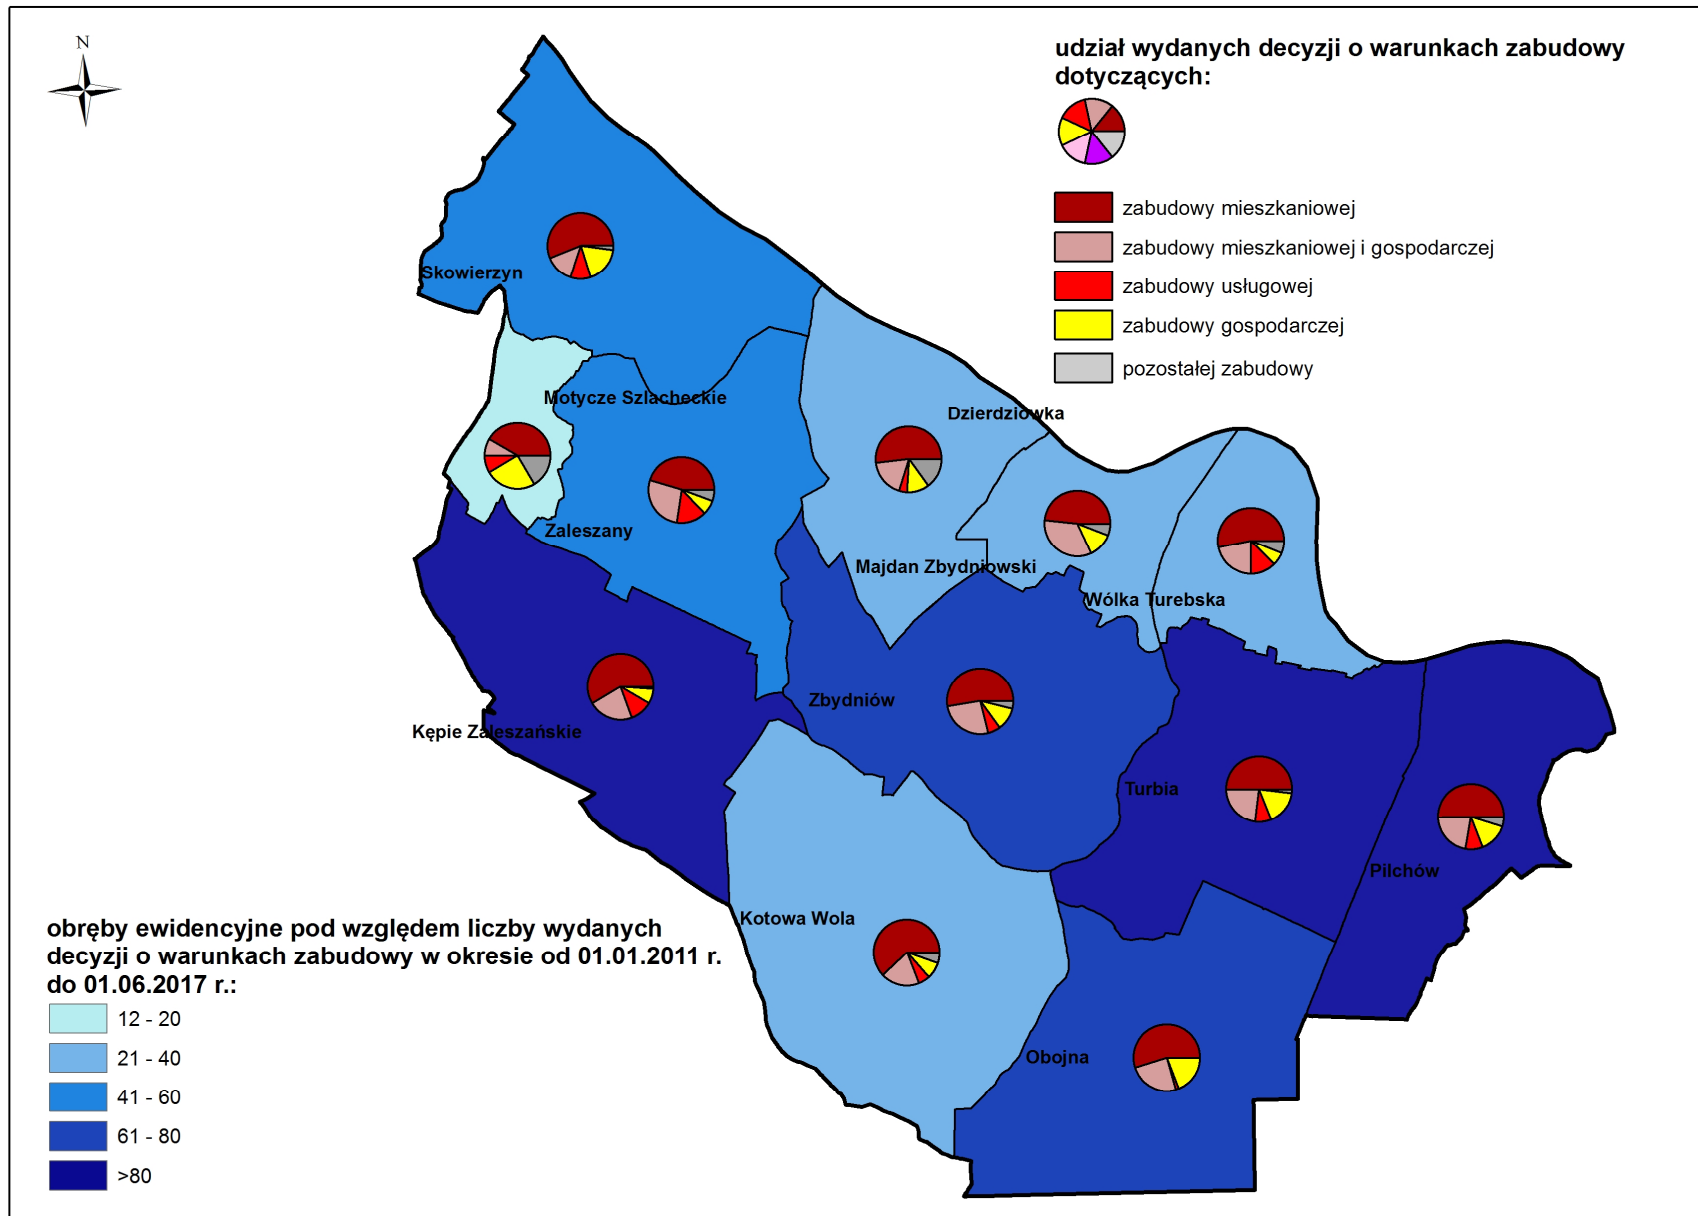 N
udział wydanych decyzji o warunkach zabudowy
dotyczących:
zabudowy mieszkaniowej
zabudowy mieszkaniowej i gospodarczej
zabudowy usługowej
zabudowy gospodarczej
pozostałej zabudowy
Skowierzyn
Motycze Szlacheckie
Dzierdziówka
Zaleszany
Majdan Zbydniowski
Wólka Turebska
Zbydniów
Kępie Zaleszańskie
Turbia
Pilchów
Kotowa Wola
Obojna
obręby ewidencyjne pod względem liczby wydanych
decyzji o warunkach zabudowy w okresie od 01.01.2011 r.
do 01.06.2017 r.:
12 - 20
21 - 40
41 - 60
61 - 80
>80